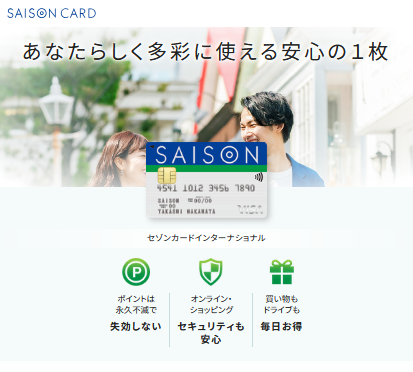 SAISON CARD
あなたらしく多彩に使える安心の１枚
SAISON
4541 1012 3456 7890
SAISON
00/00
TAKASHI NAKAMATA
セゾンカードインターナショナル
P
ポイントは
永久不滅で
失効しない
オンライン・
ショッピング
セキュリティも
安心
買い物も
ドライブも
毎日お得